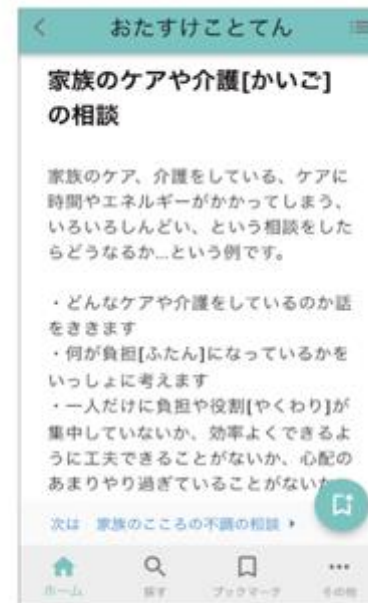 おたすけことてん
家族のケアや介護[かいご]
の相談
家族のケア、介護をしている、ケアに
時間やエネルギーがかかってしまう、
いろいろしんどい、という相談をした
らどうなるか…という例です。
・どんなケアや介護をしているのか話
をききます
・何が負担[ふたん]になっているかを
いっしょに考えます
・一人だけに負担や役割[やくわり]が
集中していないか、効率よくできるよ
うに工夫できることがないか、心配の
あまりやり過ぎていることがない
次は 家族のこころの不調の相談
ホーム 探す ブックマーク その他